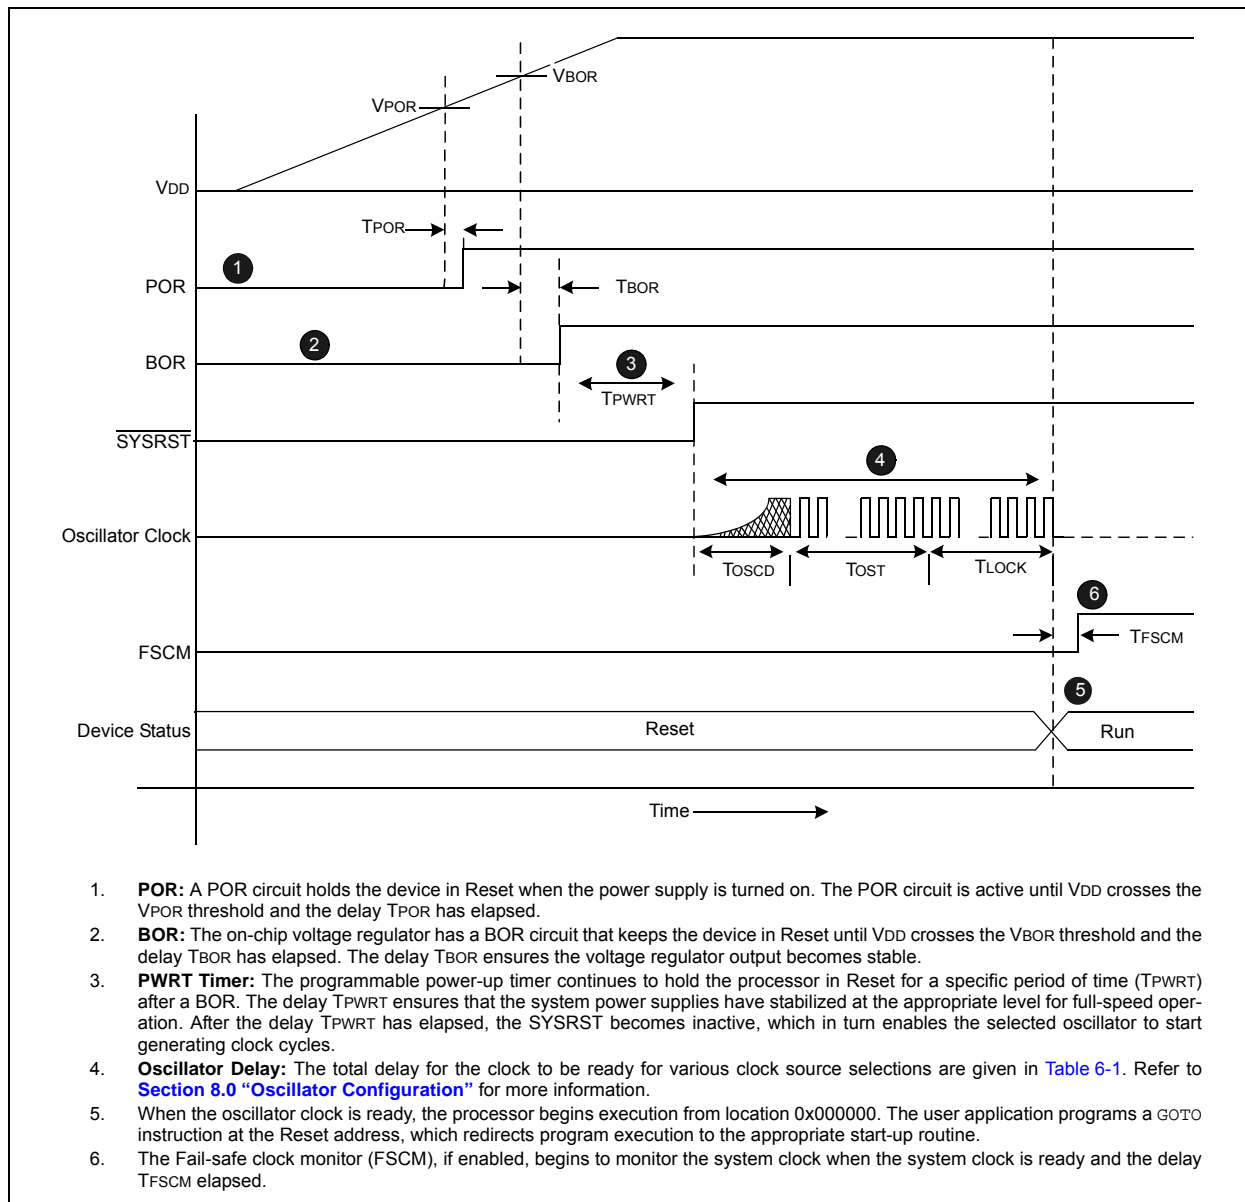 VBOR
VPOR
VDD
TPOR
1
POR
TBOR
2
BOR
3
TPWRT
SYSRST
4
Oscillator Clock
TOSCD
TOST
TLOCK
6
FSCM
TFSCM
5
Device Status
Reset
Run
Time
1. POR: A POR circuit holds the device in Reset when the power supply is turned on. The POR circuit is active until VDD crosses the
VPOR threshold and the delay TPOR has elapsed.
2. BOR: The on-chip voltage regulator has a BOR circuit that keeps the device in Reset until VDD crosses the VBOR threshold and the
delay TBOR has elapsed. The delay TBOR ensures the voltage regulator output becomes stable.
3. PWRT Timer: The programmable power-up timer continues to hold the processor in Reset for a specific period of time (TPWRT)
after a BOR. The delay TPWRT ensures that the system power supplies have stabilized at the appropriate level for full-speed oper-
ation. After the delay TPWRT has elapsed, the SYSRST becomes inactive, which in turn enables the selected oscillator to start
generating clock cycles.
4. Oscillator Delay: The total delay for the clock to be ready for various clock source selections are given in Table 6-1. Refer to
Section 8.0 “Oscillator Configuration” for more information.
5. When the oscillator clock is ready, the processor begins execution from location 0x000000. The user application programs a GOTO
instruction at the Reset address, which redirects program execution to the appropriate start-up routine.
6. The Fail-safe clock monitor (FSCM), if enabled, begins to monitor the system clock when the system clock is ready and the delay
TFSCM elapsed.